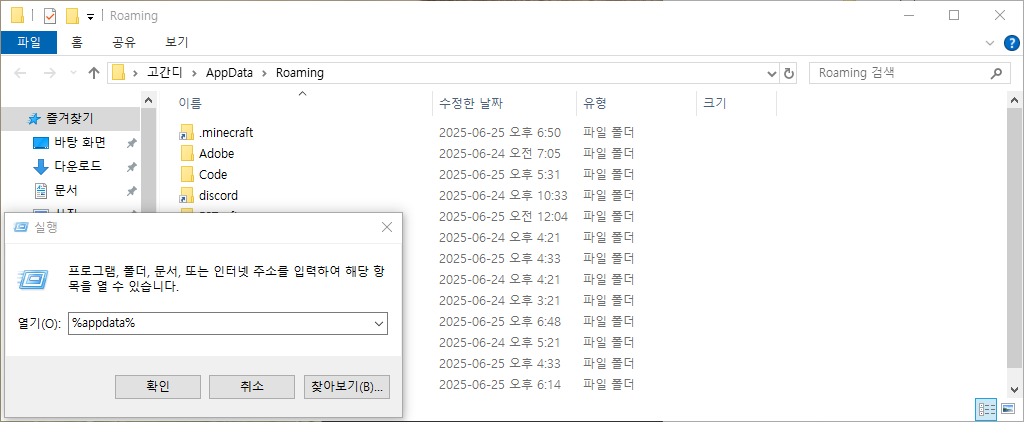 Roaming
파일 홈 공유 보기
고간디 AppData Roaming
Roaming 검색
이름 수정한 날짜 유형 크기
즐겨찾기
바탕 화면
다운로드
문서
.minecraft 2025-06-25 오후 6:50 파일 폴더
Adobe 2025-06-24 오전 7:05 파일 폴더
Code 2025-06-25 오후 5:31 파일 폴더
discord 2025-06-24 오후 10:33 파일 폴더
2025-06-25 오전 12:04 파일 폴더
2025-06-24 오후 4:21 파일 폴더
2025-06-25 오후 4:33 파일 폴더
2025-06-24 오후 4:21 파일 폴더
2025-06-24 오후 3:21 파일 폴더
2025-06-25 오후 6:48 파일 폴더
2025-06-24 오후 5:21 파일 폴더
2025-06-25 오후 4:33 파일 폴더
2025-06-25 오후 6:14 파일 폴더
실행
프로그램, 폴더, 문서, 또는 인터넷 주소를 입력하여 해당 항
목을 열 수 있습니다.
열기(O): %appdata%
확인 취소 찾아보기(B)...